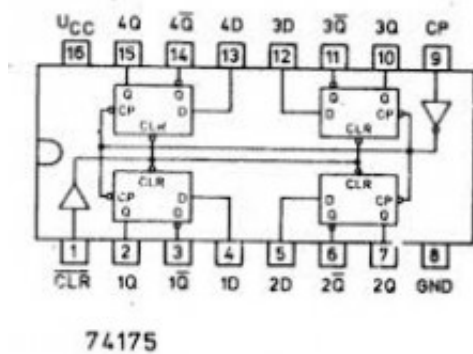 UCC 4Q 4Q̅ 4D 3D 3Q̅ 3Q CP
16 15 14 13 12 11 10 9
Q Q̅ D CP CLR
Q̅ Q D CP CLR
CP CLR D Q Q̅
CLR D CP Q̅ Q
1 2 3 4 5 6 7 8
C̅L̅R̅ 1Q 1Q̅ 1D 2D 2Q̅ 2Q GND
74175